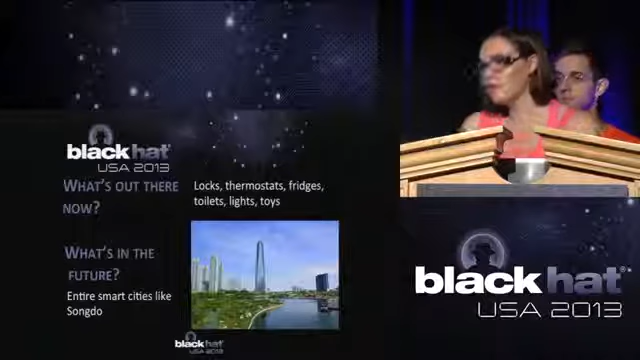 black hat
USA 2013
WHAT'S OUT THERE
NOW?
Locks, thermostats, fridges,
toilets, lights, toys
WHAT'S IN THE
FUTURE?
Entire smart cities like
Songdo
black hat
USA 2013
black hat
USA 2013